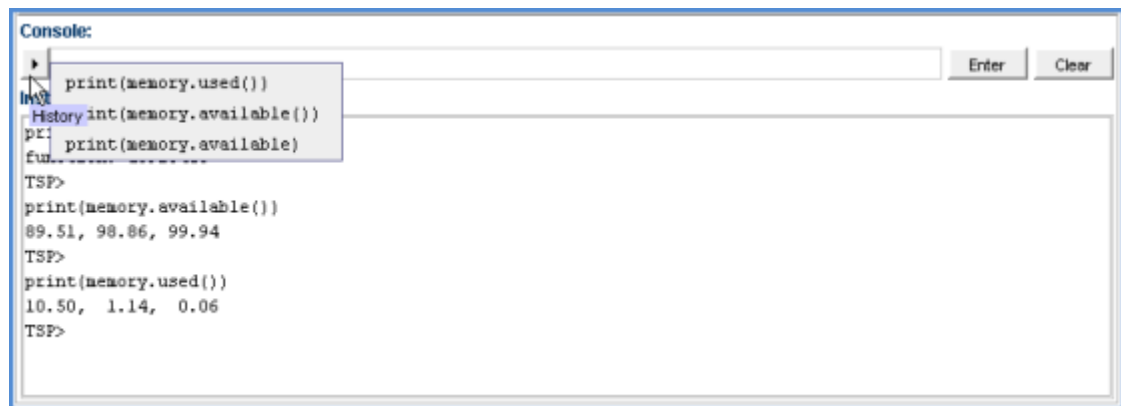 Console:
Enter Clear
print(memory.used())
History int(memory.available())
print(memory.available)
TSP>
print(memory.available())
89.51, 98.86, 99.94
TSP>
print(memory.used())
10.50, 1.14, 0.06
TSP>